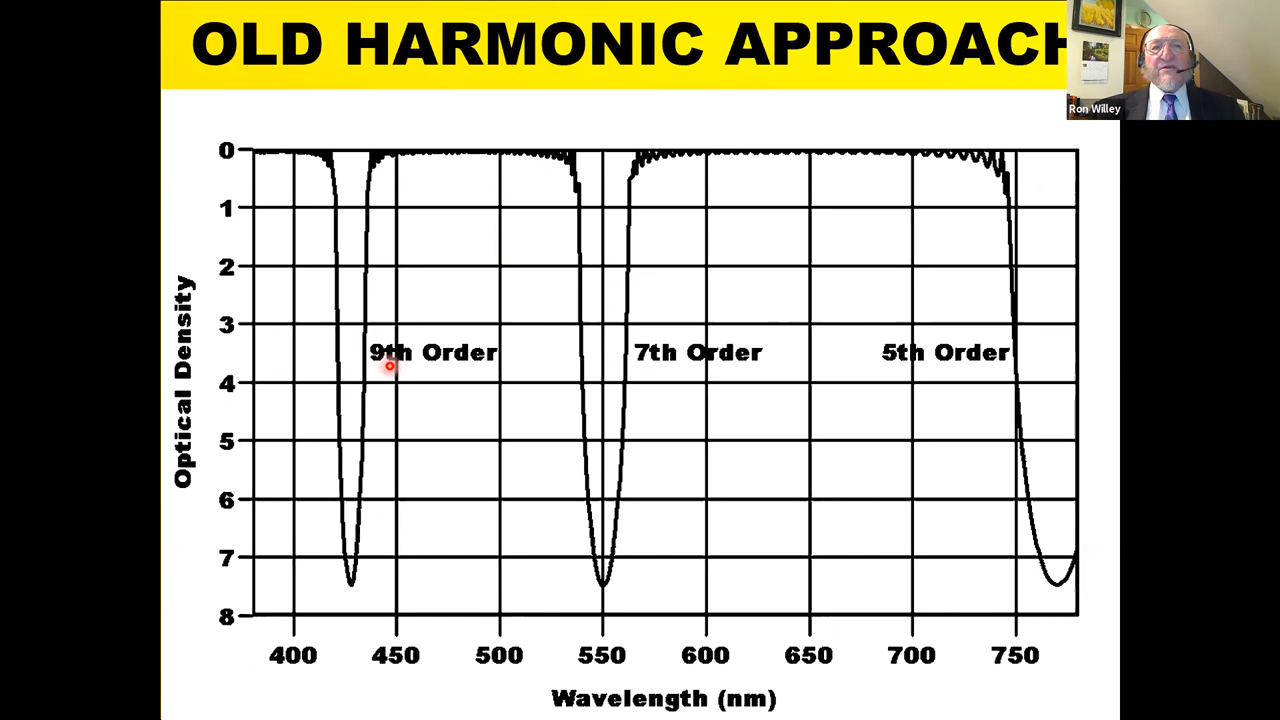 OLD HARMONIC APPROACH
Ron Willey
0
1
2
3
4
5
6
7
8
Optical Density
9th Order
7th Order
5th Order
400 450 500 550 600 650 700 750
Wavelength (nm)